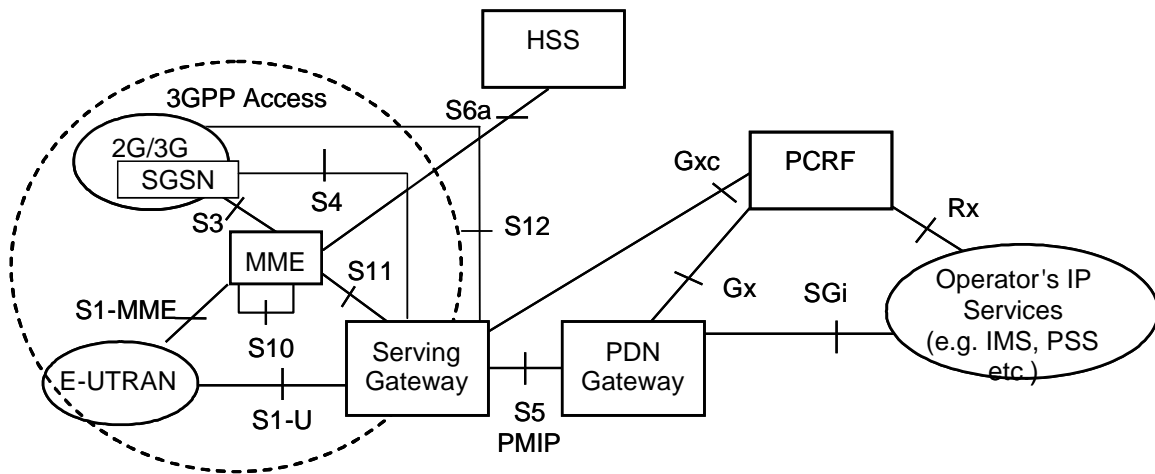 HSS
3GPP Access
S6a
2G/3G
SGSN
Gxc
PCRF
S4
S3
S12
Rx
MME
S11
Operator's IP
Services
(e.g. IMS, PSS
etc.)
Gx
SGi
S1-MME
S10
Serving
Gateway
PDN
Gateway
E-UTRAN
S1-U
S5
PMIP